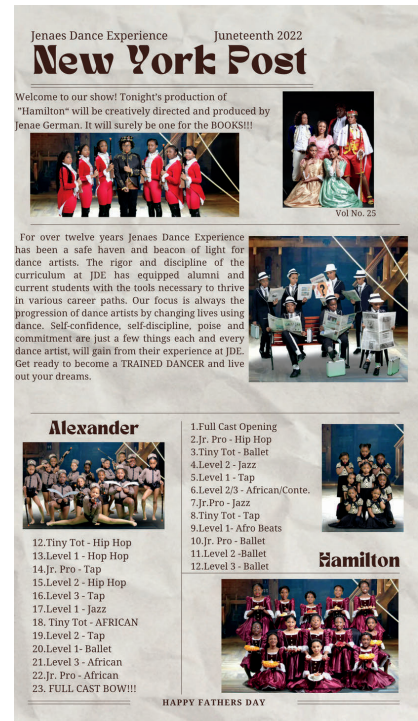 Jenaes Dance Experience Juneteenth 2022
New York Post
Welcome to our show! Tonight's production of
"Hamilton" will be creatively directed and produced by
Jenae German. It will surely be one for the BOOKS!!!
Vol No. 25
For over twelve years Jenaes Dance Experience
has been a safe haven and beacon of light for
dance artists. The rigor and discipline of the
curriculum at JDE has equipped alumni and
current students with the tools necessary to thrive
in various career paths. Our focus is always the
progression of dance artists by changing lives using
dance. Self-confidence, self-discipline, poise and
commitment are just a few things each and every
dance artist, will gain from their experience at JDE.
Get ready to become a TRAINED DANCER and live
out your dreams.
Alexander
1.Full Cast Opening
2.Jr. Pro - Hip Hop
3.Tiny Tot - Ballet
4.Level 2 - Jazz
5.Level 1 - Tap
6.Level 2/3 - African/Conte.
7.Jr.Pro - Jazz
8.Tiny Tot - Tap
9.Level 1- Afro Beats
10.Jr. Pro - Ballet
11.Level 2 -Ballet
12.Level 3 - Ballet
Hamilton
12.Tiny Tot - Hip Hop
13.Level 1 - Hop Hop
14.Jr. Pro - Tap
15.Level 2 - Hip Hop
16.Level 3 - Tap
17.Level 1 - Jazz
18. Tiny Tot - AFRICAN
19.Level 2 - Tap
20.Level 1- Ballet
21.Level 3 - African
22.Jr. Pro - African
23. FULL CAST BOW!!!
HAPPY FATHERS DAY